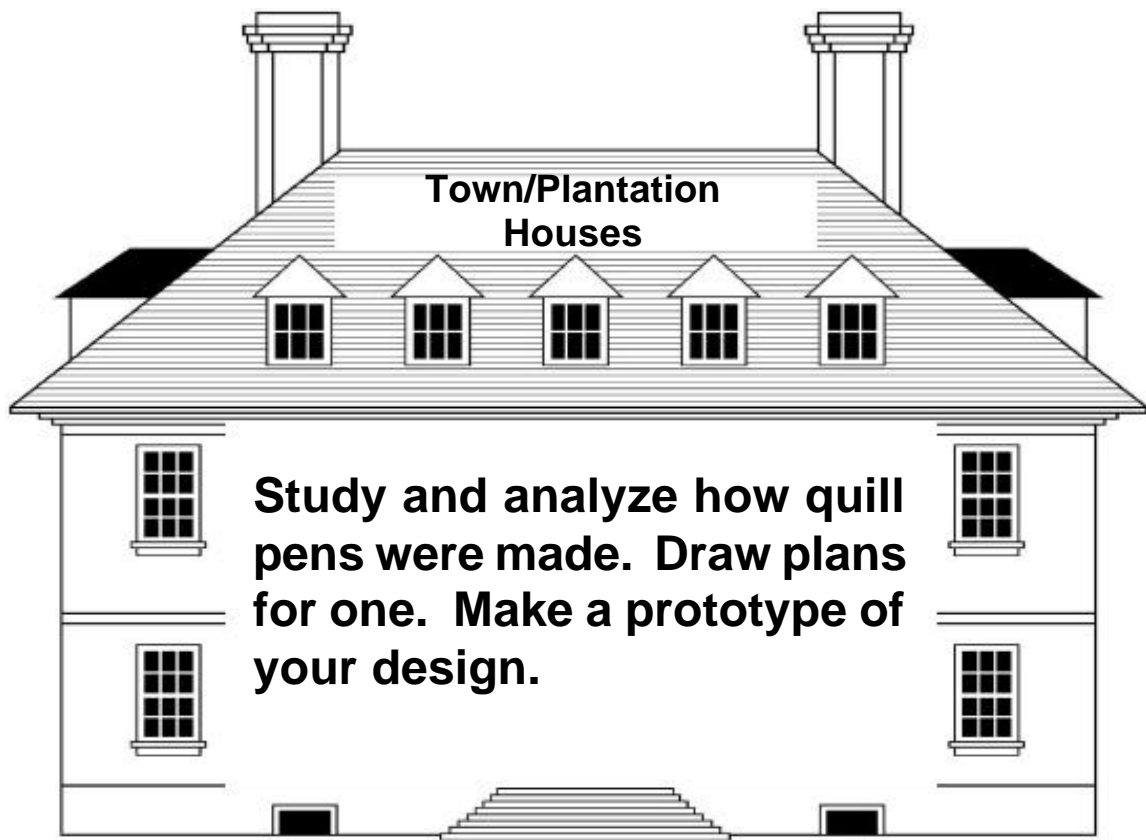 Town/Plantation
Houses
Study and analyze how quill
pens were made. Draw plans
for one. Make a prototype of
your design.